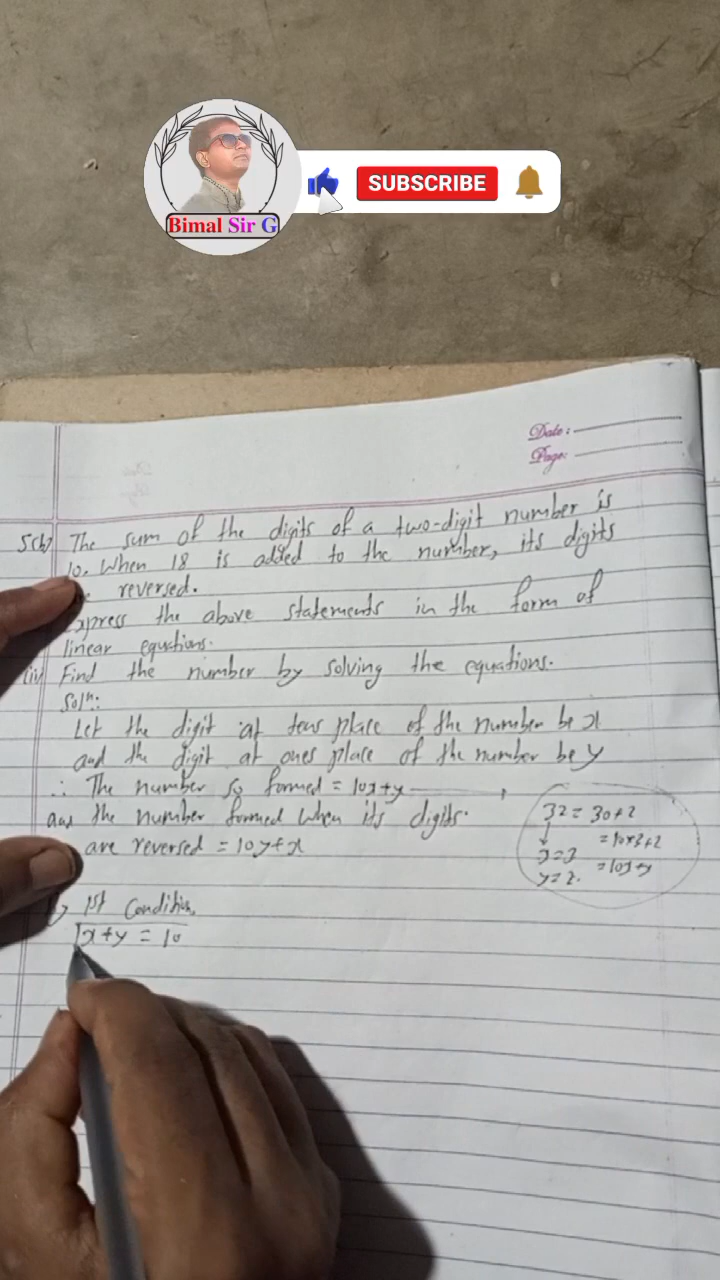 Bimal Sir G
SUBSCRIBE
Date:
Page:
5(b) The sum of the digits of a two-digit number is
10. When 18 is added to the number, its digits
reversed.
the above statements in the form of
linear equations.
Find the number by solving the equations.
Soln:
Let the digit at tens place of the number be x
and the digit at ones place of the number be y
∴ The number so formed = 10x+y
and the number formed when its digits.
are reversed = 10y+x
32 = 30+2
= 10×3+2
x=3
= 10x+y
y=2.
1st Condition,
x+y = 10